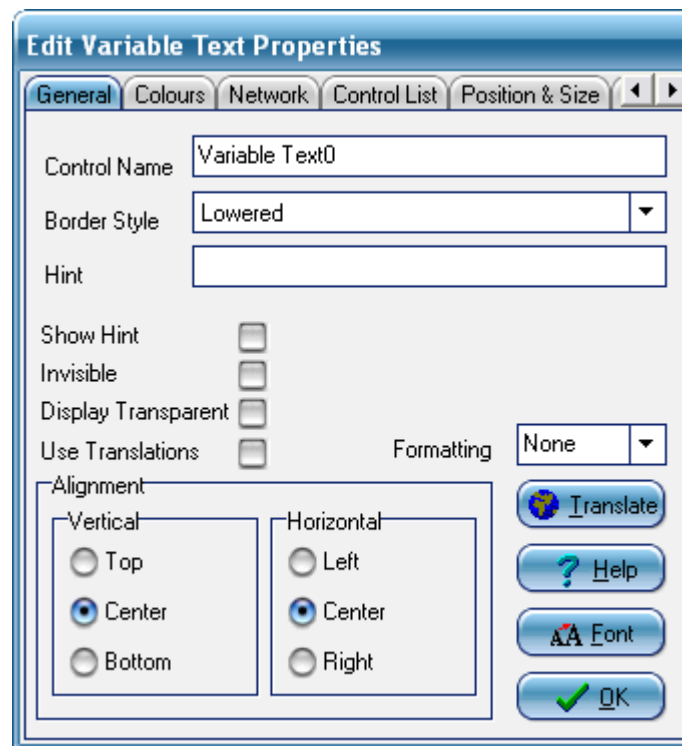 Edit Variable Text Properties
General Colours Network Control List Position & Size
Control Name Variable Text0
Border Style Lowered
Hint
Show Hint
Invisible
Display Transparent
Use Translations Formatting None
Alignment
Vertical Horizontal
Translate
Top Left
Help
Center Center
Font
Bottom Right
OK